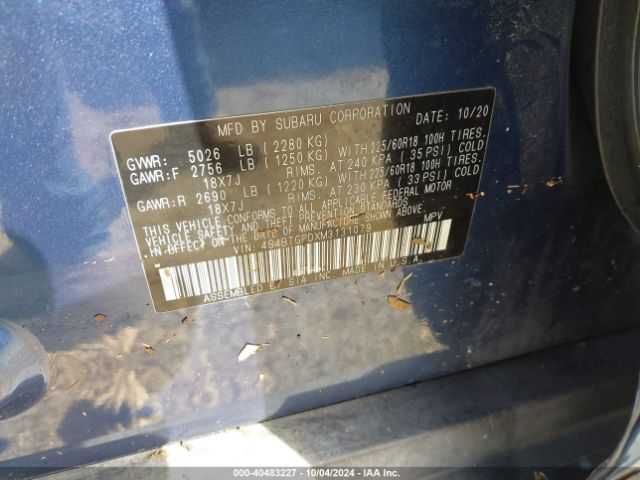 MFD BY SUBARU CORPORATION DATE: 10/20
GVWR: 5026 LB (2280 KG)
GAWR:F 2756 LB (1250 KG) WITH 225/60R18 100H TIRES.
18X7J RIMS. AT 240 KPA (35 PSI) COLD
GAWR:R 2690 LB (1220 KG) WITH 225/60R18 100H TIRES.
18X7J RIMS. AT 230 KPA (33 PSI) COLD
THIS VEHICLE CONFORMS TO ALL APPLICABLE FEDERAL MOTOR
VEHICLE SAFETY AND THEFT PREVENTION STANDARDS
IN EFFECT ON THE DATE OF MANUFACTURE SHOWN ABOVE.
VIN: 4S4BTGPDXM3131079 MPV
ASSEMBLED BY SIA INC. MADE IN U.S.A.
000-40483227 - 10/04/2024 - IAA Inc.